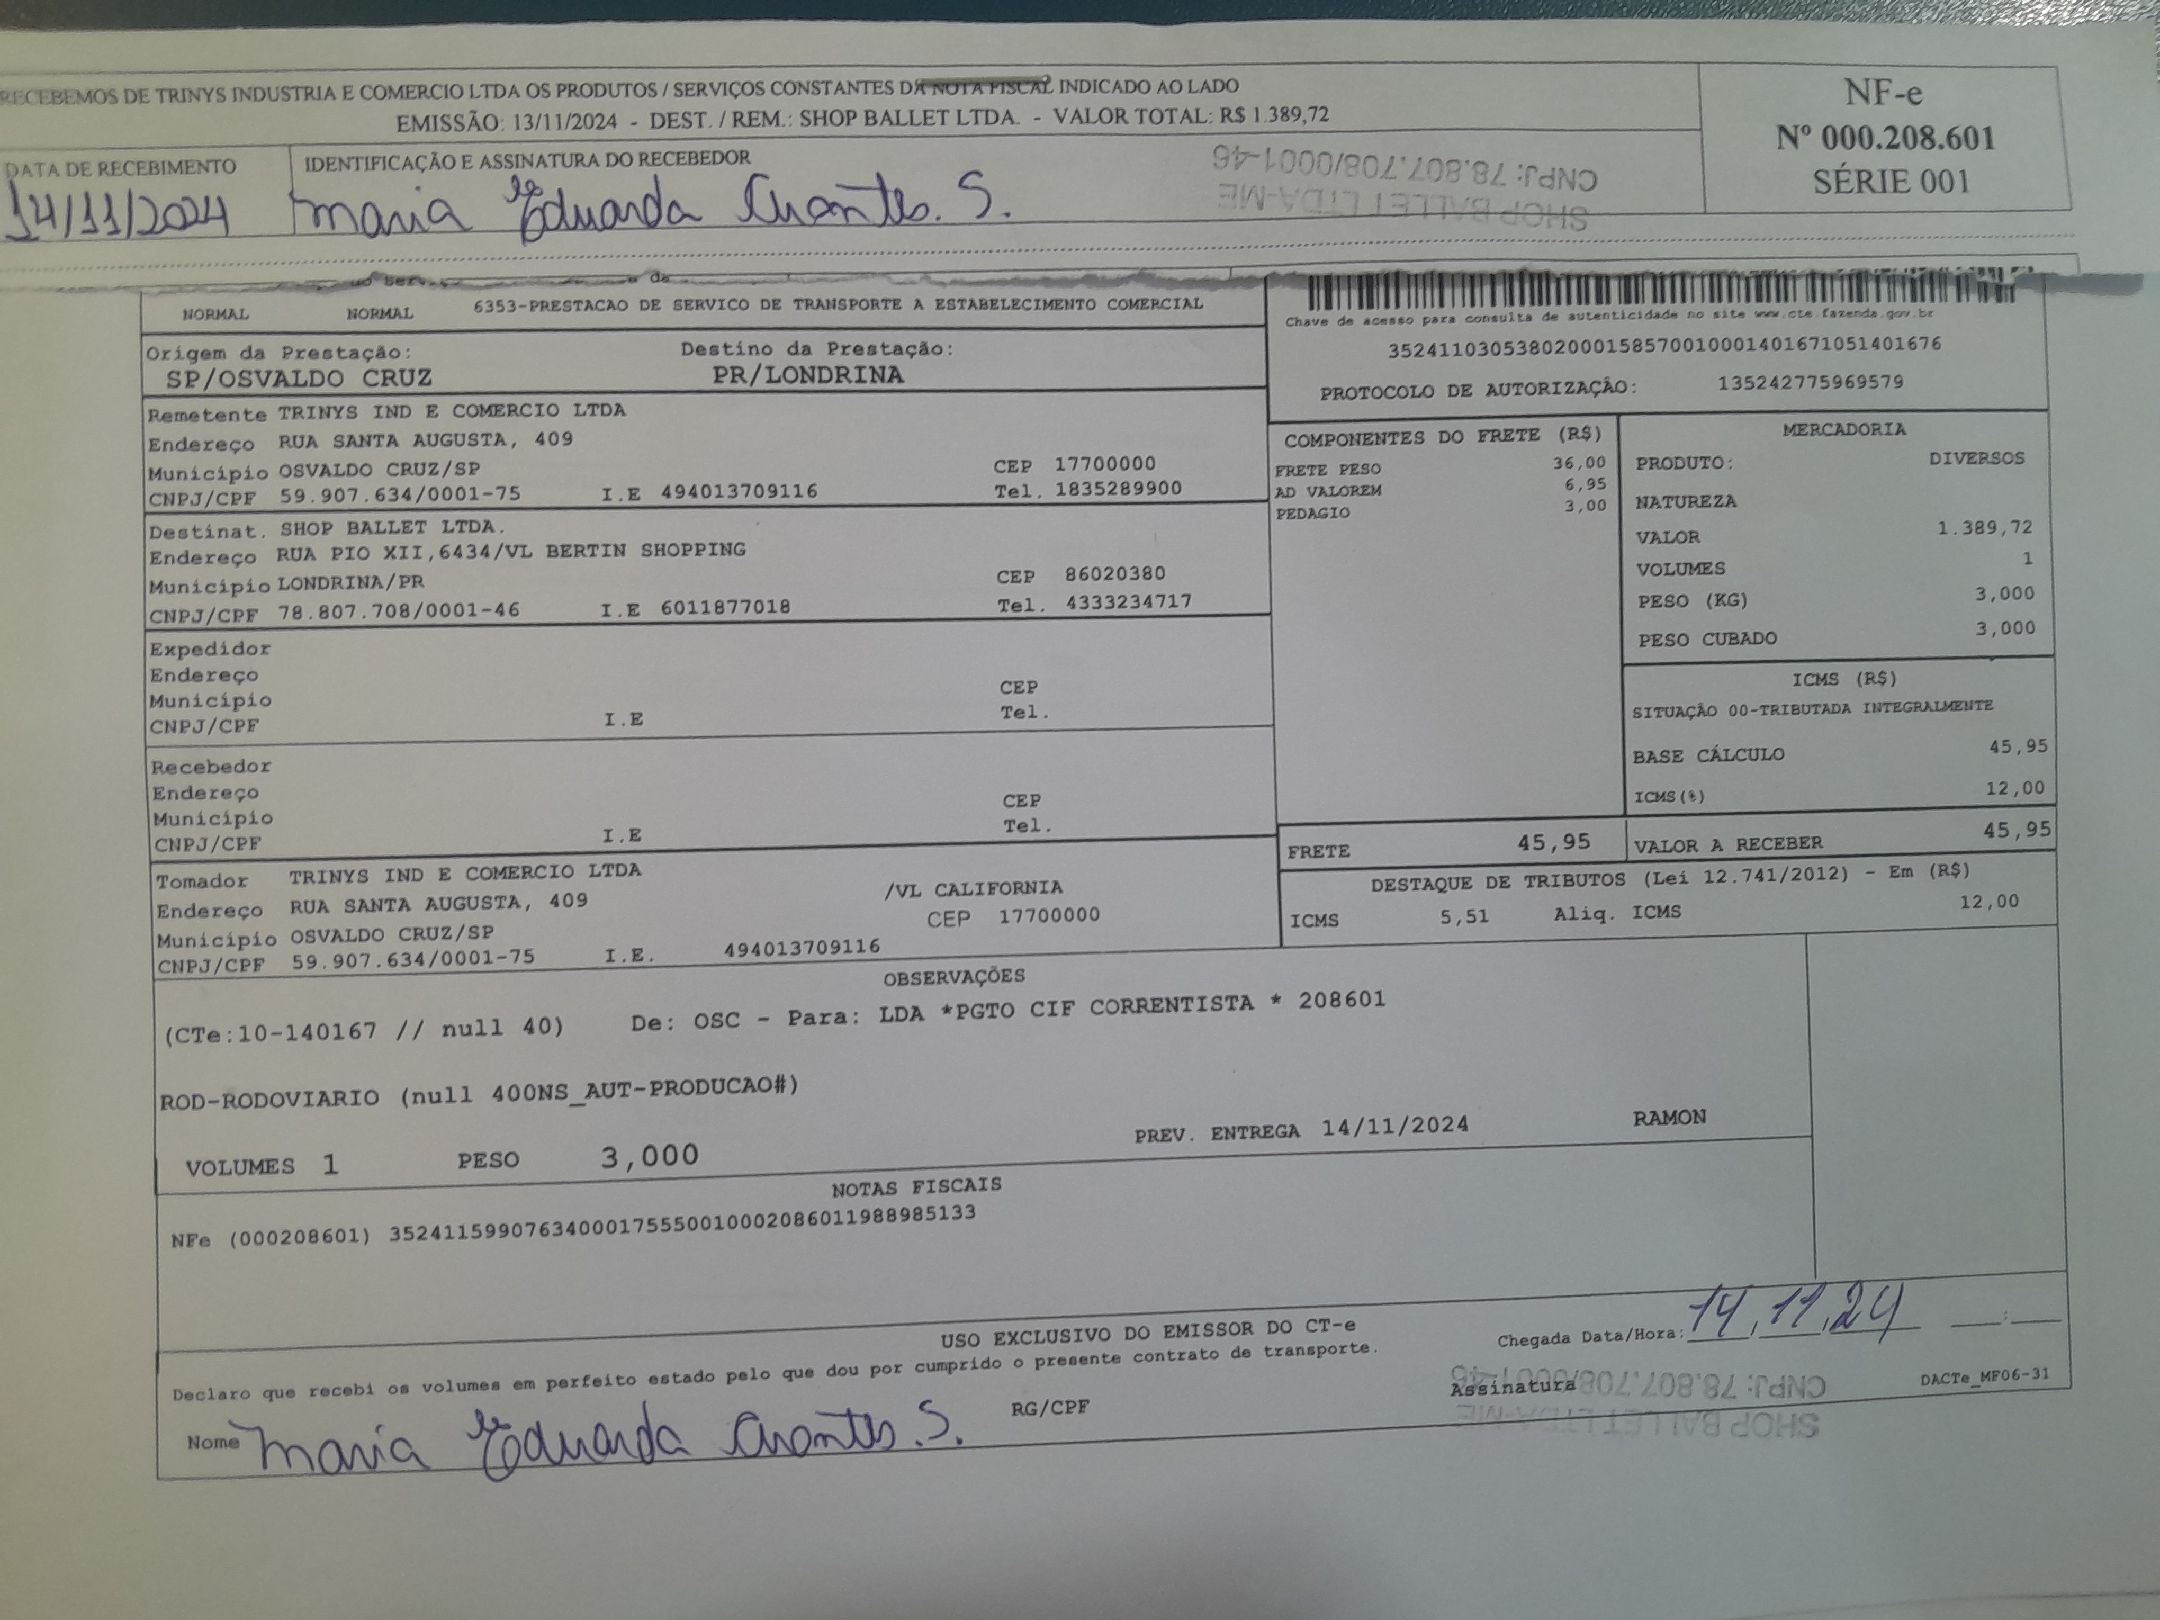 RECEBEMOS DE TRINYS INDUSTRIA E COMERCIO LTDA OS PRODUTOS / SERVIÇOS CONSTANTES DA NOTA FISCAL INDICADO AO LADO
EMISSÃO: 13/11/2024 - DEST. / REM.: SHOP BALLET LTDA. - VALOR TOTAL: R$ 1.389,72
NF-e
Nº 000.208.601
SÉRIE 001
DATA DE RECEBIMENTO
14/11/2024
IDENTIFICAÇÃO E ASSINATURA DO RECEBEDOR
Maria Eduarda Arantes. S.
SHOP BALLET LTDA-ME
CNPJ: 78.807.708/0001-46
NORMAL NORMAL 6353-PRESTACAO DE SERVICO DE TRANSPORTE A ESTABELECIMENTO COMERCIAL
Chave de acesso para consulta de autenticidade no site www.cte.fazenda.gov.br
35241103053802000158570010001401671051401676
PROTOCOLO DE AUTORIZAÇÃO: 135242775969579
Origem da Prestação: Destino da Prestação:
SP/OSVALDO CRUZ PR/LONDRINA
Remetente TRINYS IND E COMERCIO LTDA
Endereço RUA SANTA AUGUSTA, 409
Município OSVALDO CRUZ/SP CEP 17700000
CNPJ/CPF 59.907.634/0001-75 I.E 494013709116 Tel. 1835289900
Destinat. SHOP BALLET LTDA.
Endereço RUA PIO XII,6434/VL BERTIN SHOPPING
Município LONDRINA/PR CEP 86020380
CNPJ/CPF 78.807.708/0001-46 I.E 6011877018 Tel. 4333234717
Expedidor
Endereço
Município CEP
CNPJ/CPF I.E Tel.
Recebedor
Endereço
Município CEP
CNPJ/CPF I.E Tel.
Tomador TRINYS IND E COMERCIO LTDA
Endereço RUA SANTA AUGUSTA, 409 /VL CALIFORNIA
Município OSVALDO CRUZ/SP CEP 17700000
CNPJ/CPF 59.907.634/0001-75 I.E. 494013709116
COMPONENTES DO FRETE (R$)
FRETE PESO 36,00
AD VALOREM 6,95
PEDAGIO 3,00
MERCADORIA
PRODUTO: DIVERSOS
NATUREZA
VALOR 1.389,72
VOLUMES 1
PESO (KG) 3,000
PESO CUBADO 3,000
ICMS (R$)
SITUAÇÃO 00-TRIBUTADA INTEGRALMENTE
BASE CÁLCULO 45,95
ICMS(%) 12,00
FRETE 45,95 VALOR A RECEBER 45,95
DESTAQUE DE TRIBUTOS (Lei 12.741/2012) - Em (R$)
ICMS 5,51 Aliq. ICMS 12,00
OBSERVAÇÕES
(CTe:10-140167 // null 40) De: OSC - Para: LDA *PGTO CIF CORRENTISTA * 208601
ROD-RODOVIARIO (null 400NS_AUT-PRODUCAO#)
VOLUMES 1 PESO 3,000 PREV. ENTREGA 14/11/2024 RAMON
NOTAS FISCAIS
NFe (000208601) 35241159907634000175550010002086011988985133
USO EXCLUSIVO DO EMISSOR DO CT-e
Declaro que recebi os volumes em perfeito estado pelo que dou por cumprido o presente contrato de transporte.
Chegada Data/Hora: 14,11,24 __:__
Nome Maria Eduarda Arantes. S. RG/CPF Assinatura
SHOP BALLET LTDA-ME
CNPJ: 78.807.708/0001-46
DACTe_MF06-31